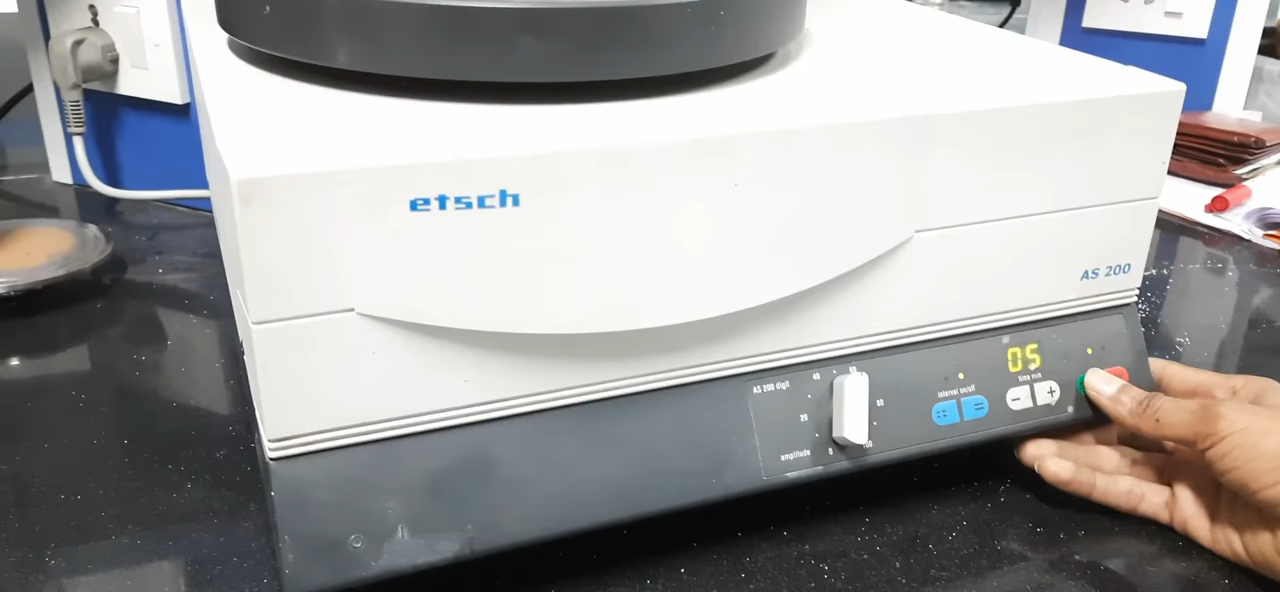 etsch
AS 200
AS 200 digit
40
60
20
80
amplitude
0
100
interval on/off
05
time min
− +